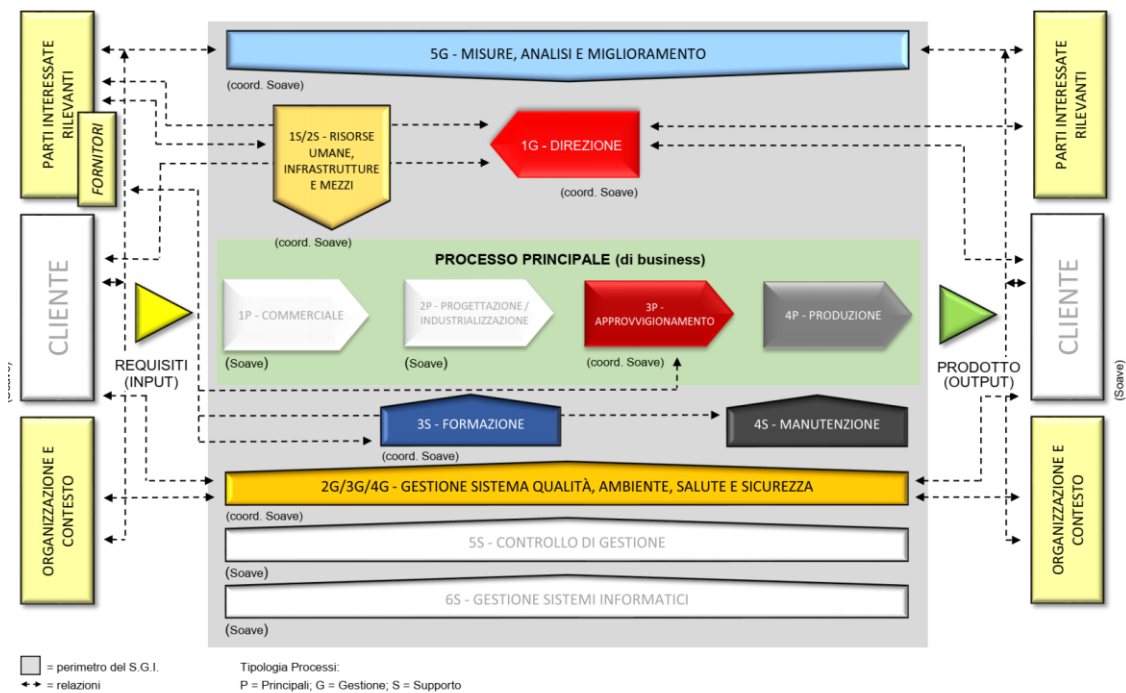 PARTI INTERESSATE
RILEVANTI
FORNITORI
5G - MISURE, ANALISI E MIGLIORAMENTO
(coord. Soave)
PARTI INTERESSATE
RILEVANTI
1S/2S - RISORSE
UMANE,
INFRASTRUTTURE
E MEZZI
(coord. Soave)
1G - DIREZIONE
(coord. Soave)
CLIENTE
(Soave)
REQUISITI
(INPUT)
PROCESSO PRINCIPALE (di business)
1P - COMMERCIALE
(Soave)
2P - PROGETTAZIONE /
INDUSTRIALIZZAZIONE
(Soave)
3P -
APPROVVIGIONAMENTO
(coord. Soave)
4P - PRODUZIONE
PRODOTTO
(OUTPUT)
CLIENTE
(Soave)
3S - FORMAZIONE
(coord. Soave)
4S - MANUTENZIONE
ORGANIZZAZIONE E
CONTESTO
2G/3G/4G - GESTIONE SISTEMA QUALITÀ, AMBIENTE, SALUTE E SICUREZZA
(coord. Soave)
ORGANIZZAZIONE E
CONTESTO
5S - CONTROLLO DI GESTIONE
(Soave)
6S - GESTIONE SISTEMI INFORMATICI
(Soave)
= perimetro del S.G.I.
= relazioni
Tipologia Processi:
P = Principali; G = Gestione; S = Supporto